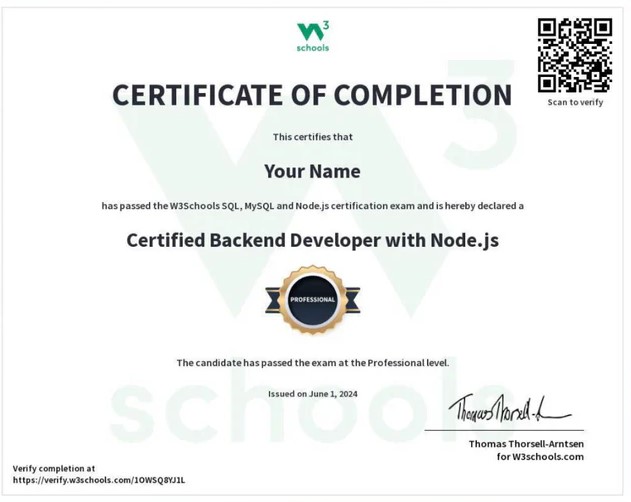 3
schools
Scan to verify
CERTIFICATE OF COMPLETION
This certifies that
Your Name
has passed the W3Schools SQL, MySQL and Node.js certification exam and is hereby declared a
Certified Backend Developer with Node.js
PROFESSIONAL
The candidate has passed the exam at the Professional level.
Issued on June 1, 2024
Thomas Thorsell-A
Thomas Thorsell-Arntsen
for W3schools.com
Verify completion at
https://verify.w3schools.com/1OWSQ8YJ1L
3
schools